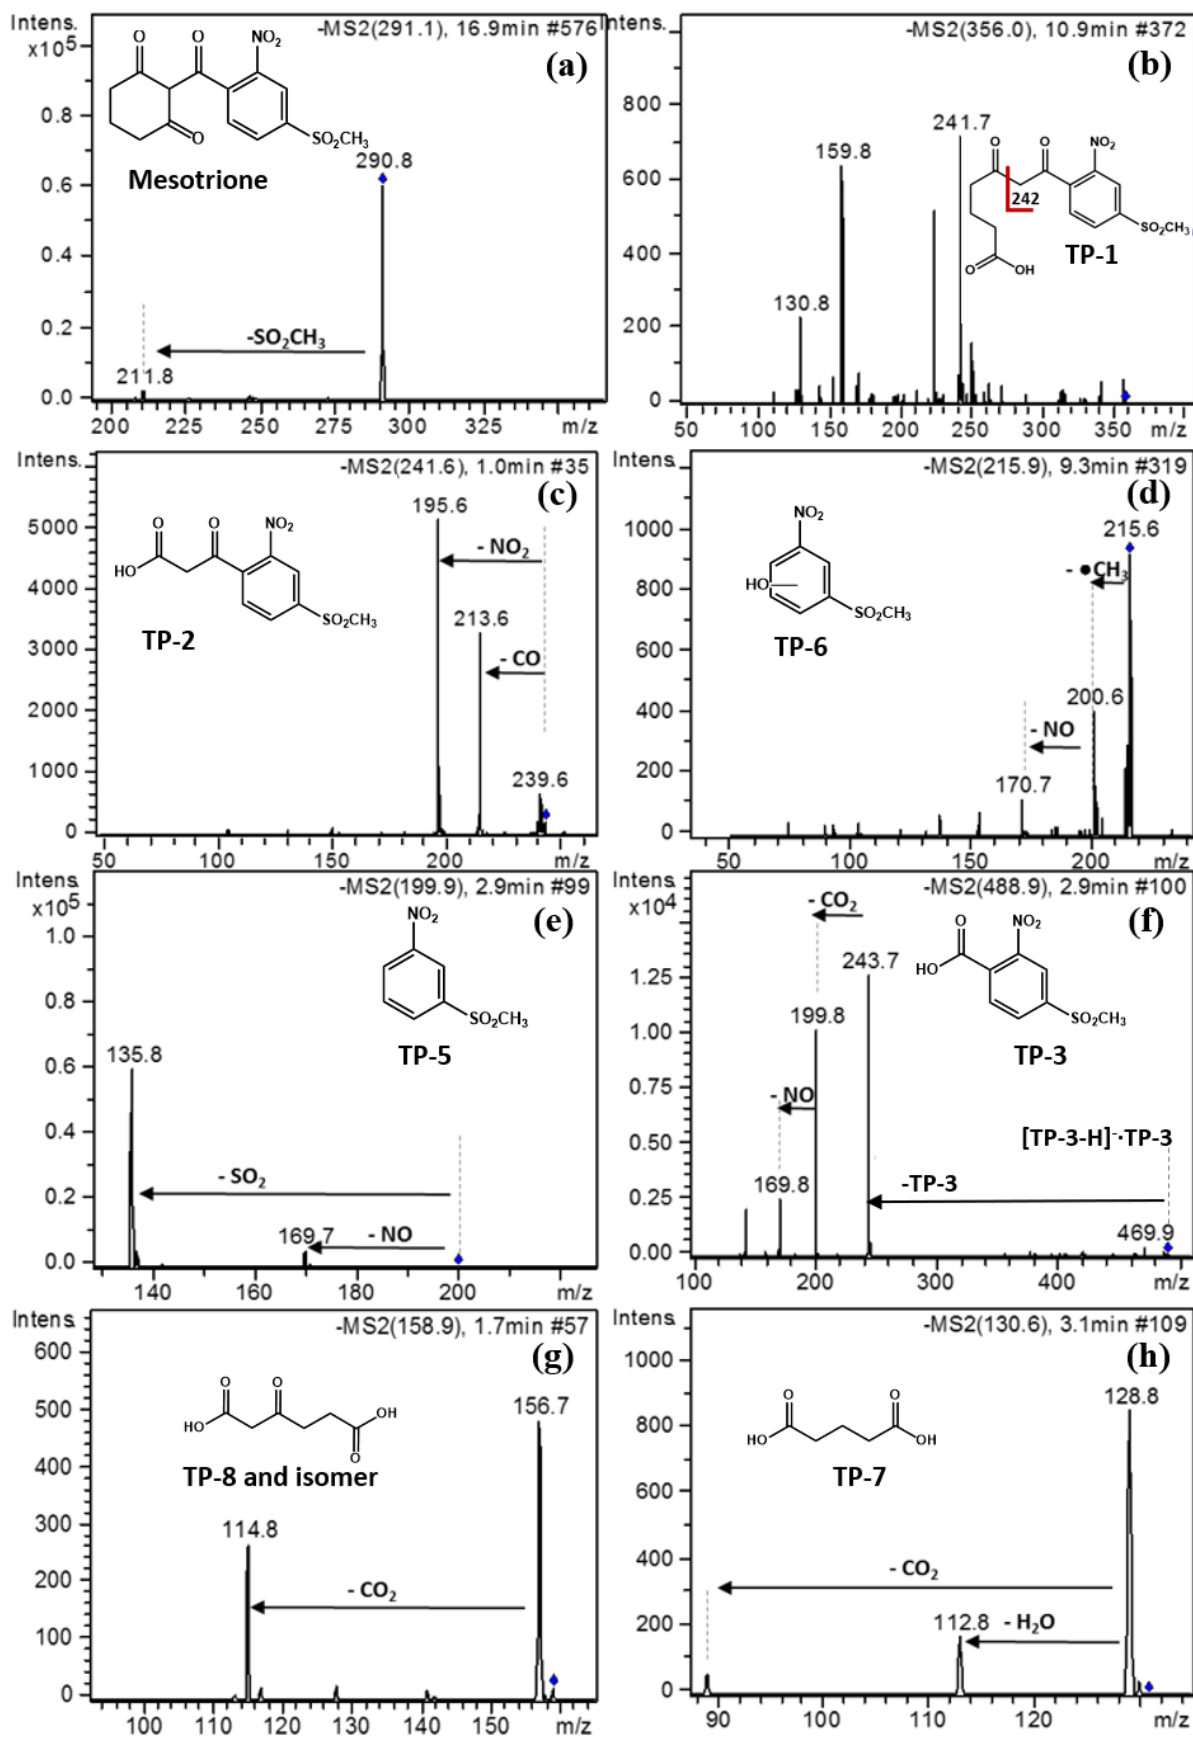 Intens.
x10⁵
-MS2(291.1), 16.9min #576
(a)
O
O
NO₂
O
SO₂CH₃
Mesotrione
290.8
-SO₂CH₃
211.8
0.8
0.6
0.4
0.2
0.0
200 225 250 275 300 325 m/z
Intens.
-MS2(356.0), 10.9min #372
(b)
241.7
159.8
130.8
O
O
NO₂
242
SO₂CH₃
O
OH
TP-1
800
600
400
200
0
50 100 150 200 250 300 350 m/z
Intens.
-MS2(241.6), 1.0min #35
(c)
195.6
- NO₂
213.6
- CO
239.6
O
O
NO₂
HO
SO₂CH₃
TP-2
5000
4000
3000
2000
1000
0
50 100 150 200 m/z
Intens.
-MS2(215.9), 9.3min #319
(d)
215.6
- •CH₃
200.6
- NO
170.7
NO₂
HO
SO₂CH₃
TP-6
1000
800
600
400
200
0
50 100 150 200 m/z
Intens.
x10⁵
-MS2(199.9), 2.9min #99
(e)
NO₂
SO₂CH₃
TP-5
135.8
- SO₂
169.7
- NO
1.0
0.8
0.6
0.4
0.2
0.0
140 160 180 200 m/z
Intens.
x10⁴
-MS2(488.9), 2.9min #100
(f)
- CO₂
243.7
199.8
- NO
169.8
O
NO₂
HO
SO₂CH₃
TP-3
[TP-3-H]⁻·TP-3
-TP-3
469.9
1.25
1.00
0.75
0.50
0.25
0.00
100 200 300 400 m/z
Intens.
-MS2(158.9), 1.7min #57
(g)
O
O
HO
OH
O
TP-8 and isomer
156.7
114.8
- CO₂
600
500
400
300
200
100
0
100 110 120 130 140 150 m/z
Intens.
-MS2(130.6), 3.1min #109
(h)
O
O
HO
OH
TP-7
128.8
- CO₂
112.8
- H₂O
1000
800
600
400
200
0
90 100 110 120 m/z